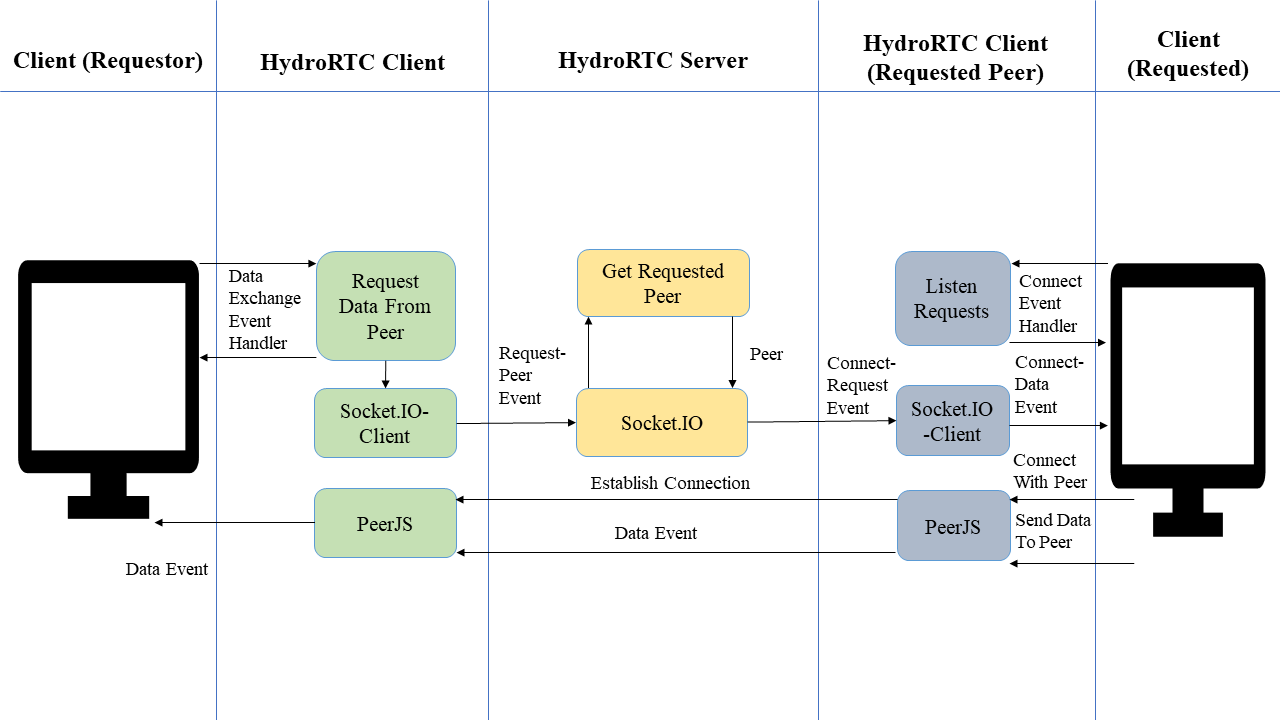 Client (Requestor)
HydroRTC Client
HydroRTC Server
HydroRTC Client
(Requested Peer)
Client
(Requested)
Data
Exchange
Event
Handler
Request
Data From
Peer
Socket.IO-
Client
PeerJS
Data Event
Request-
Peer
Event
Get Requested
Peer
Peer
Socket.IO
Establish Connection
Data Event
Connect-
Request
Event
Listen
Requests
Socket.IO
-Client
PeerJS
Connect
Event
Handler
Connect-
Data
Event
Connect
With Peer
Send Data
To Peer